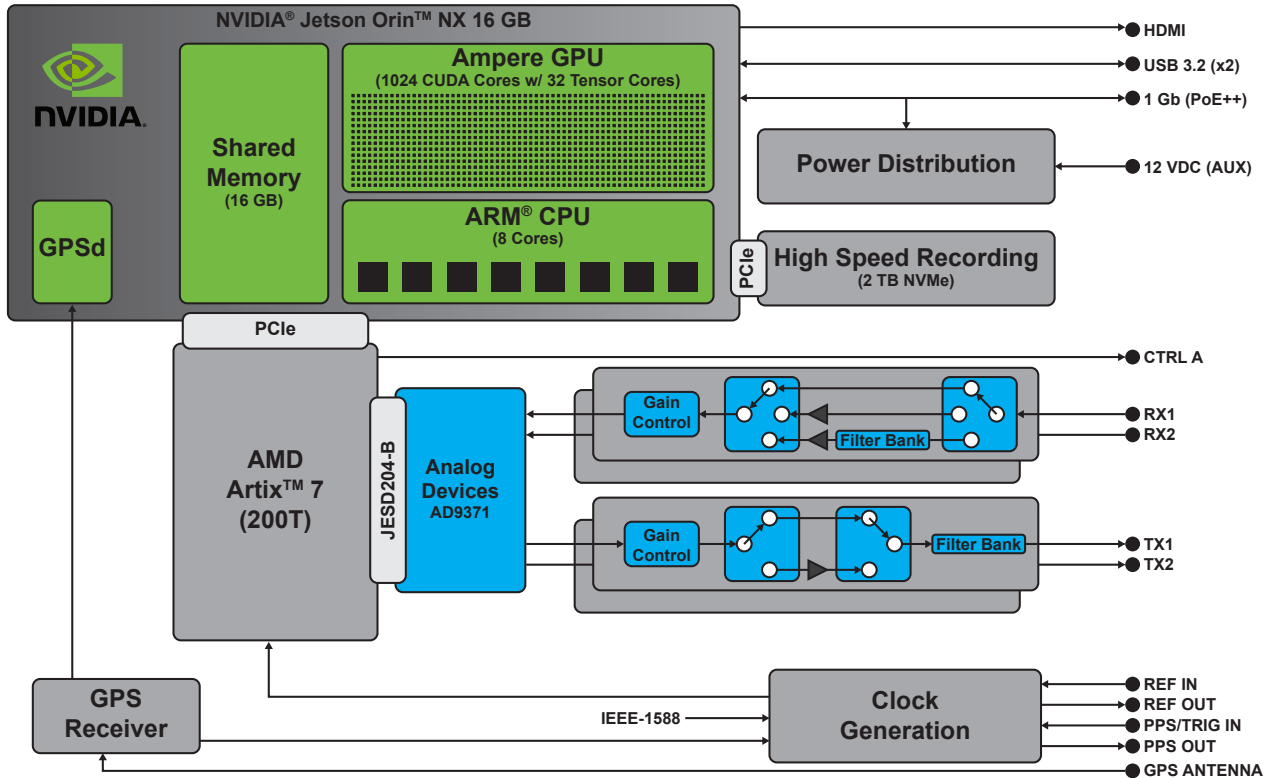 NVIDIA® Jetson Orin™ NX 16 GB
NVIDIA.
GPSd
Shared
Memory
(16 GB)
Ampere GPU
(1024 CUDA Cores w/ 32 Tensor Cores)
ARM® CPU
(8 Cores)
HDMI
USB 3.2 (x2)
1 Gb (PoE++)
Power Distribution
12 VDC (AUX)
PCIe
High Speed Recording
(2 TB NVMe)
PCIe
CTRL A
AMD
Artix™ 7
(200T)
JESD204-B
Analog
Devices
AD9371
Gain
Control
Filter Bank
RX1
RX2
Gain
Control
Filter Bank
TX1
TX2
GPS
Receiver
IEEE-1588
Clock
Generation
REF IN
REF OUT
PPS/TRIG IN
PPS OUT
GPS ANTENNA